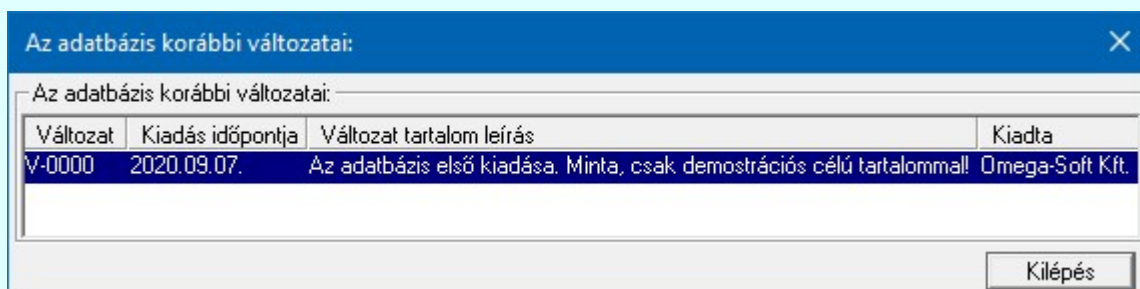 Az adatbázis korábbi változatai:
Az adatbázis korábbi változatai:
Változat Kiadás időpontja Változat tartalom leírás Kiadta
V-0000 2020.09.07. Az adatbázis első kiadása. Minta, csak demostrációs célú tartalommal! Omega-Soft Kft.
Kilépés